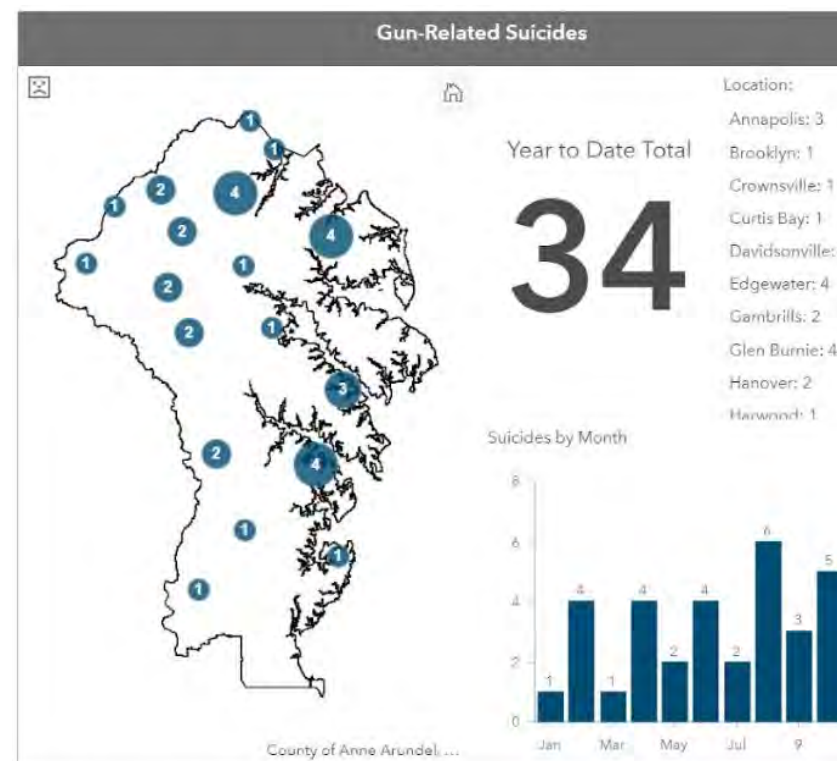 Gun-Related Suicides
1
1
4
2
1
2
4
1
1
2
2
1
3
2
4
1
1
1
County of Anne Arundel, ...
Year to Date Total
34
Location:
Annapolis: 3
Brooklyn: 1
Crownsville: 1
Curtis Bay: 1
Davidsonville:
Edgewater: 4
Gambrills: 2
Glen Burnie: 4
Hanover: 2
Harwood: 1
Suicides by Month
8
6
4
2
0
1
4
1
4
2
4
2
6
3
5
Jan
Mar
May
Jul
9